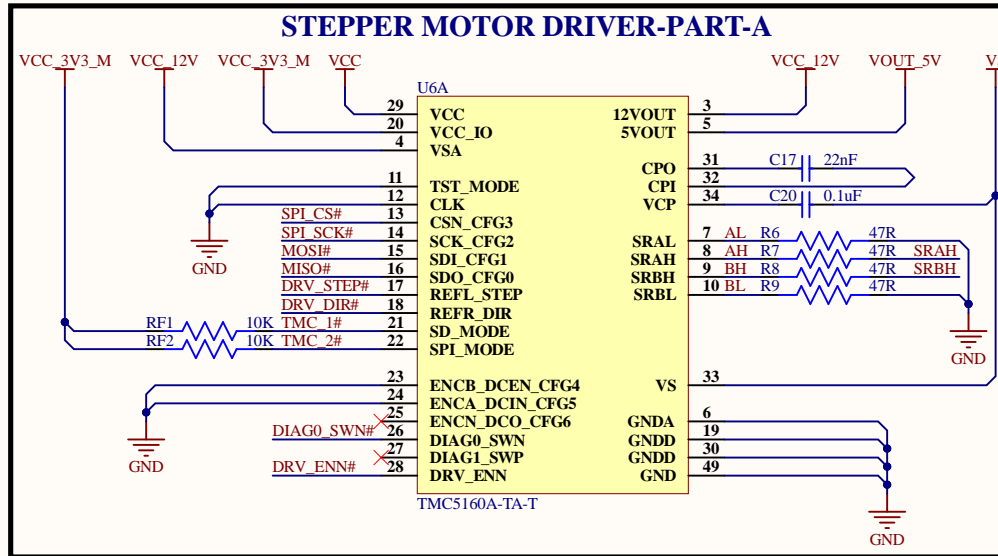 STEPPER MOTOR DRIVER-PART-A
VCC_3V3_M VCC_12V VCC_3V3_M VCC VCC_12V VOUT_5V
U6A
29 VCC 12VOUT 3
20 VCC_IO 5VOUT 5
4 VSA
CPO 31 C17 22nF
11 TST_MODE CPI 32
12 CLK VCP 34 C20 0.1uF
SPI_CS# 13 CSN_CFG3
SPI_SCK# 14 SCK_CFG2 SRAL 7 AL R6 47R
MOSI# 15 SDI_CFG1 SRAH 8 AH R7 47R SRAH
MISO# 16 SDO_CFG0 SRBH 9 BH R8 47R SRBH
DRV_STEP# 17 REFL_STEP SRBL 10 BL R9 47R
DRV_DIR# 18 REFR_DIR
RF1 10K TMC_1# 21 SD_MODE
RF2 10K TMC_2# 22 SPI_MODE
GND
GND
23 ENCB_DCEN_CFG4 VS 33
24 ENCA_DCIN_CFG5
25 ENCN_DCO_CFG6 GNDA 6
DIAG0_SWN# 26 DIAG0_SWN GNDD 19
27 DIAG1_SWP GNDD 30
DRV_ENN# 28 DRV_ENN GND 49
GND
TMC5160A-TA-T
GND